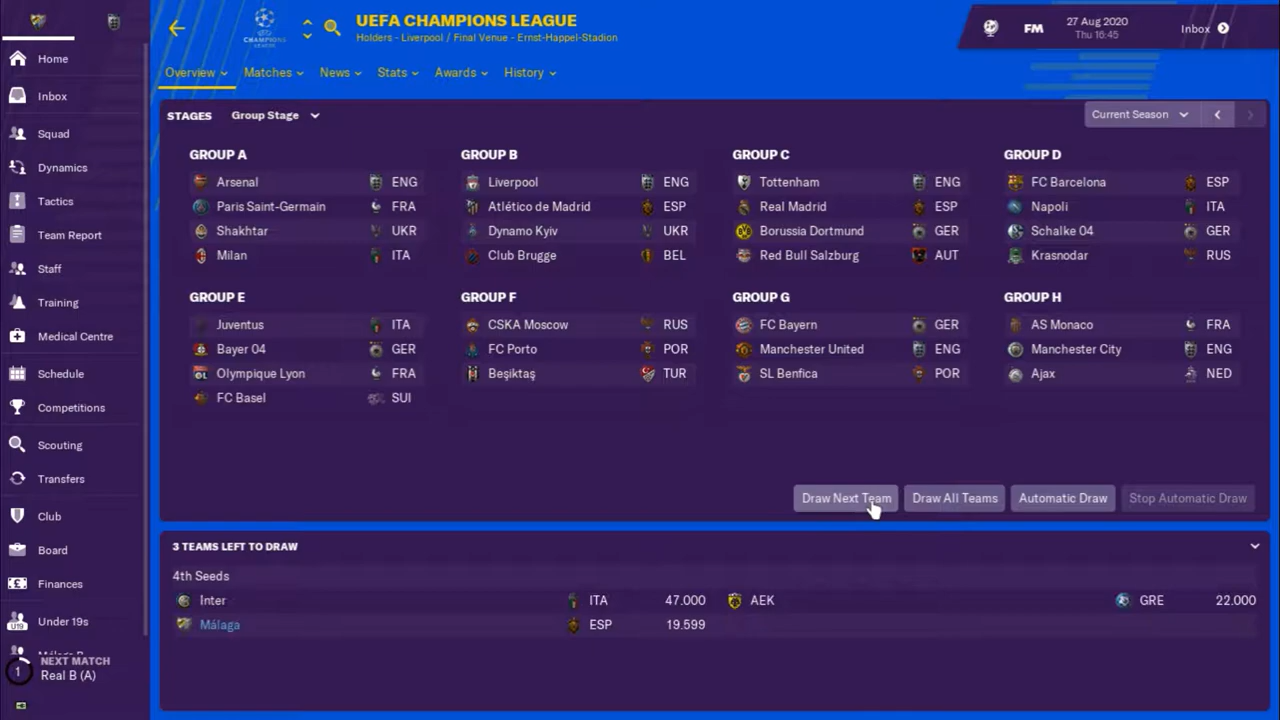 UEFA CHAMPIONS LEAGUE
Holders - Liverpool / Final Venue - Ernst-Happel-Stadion
CHAMPIONS
LEAGUE
FM
27 Aug 2020
Thu 16:45
Inbox
Overview
Matches
News
Stats
Awards
History
Home
Inbox
Squad
Dynamics
Tactics
Team Report
Staff
Training
Medical Centre
Schedule
Competitions
Scouting
Transfers
Club
Board
Finances
U19
Under 19s
Málaga B
1
NEXT MATCH
Real B (A)
STAGES Group Stage
Current Season
GROUP A
Arsenal ENG
Paris Saint-Germain FRA
Shakhtar UKR
Milan ITA
GROUP B
Liverpool ENG
Atlético de Madrid ESP
Dynamo Kyiv UKR
Club Brugge BEL
GROUP C
Tottenham ENG
Real Madrid ESP
Borussia Dortmund GER
Red Bull Salzburg AUT
GROUP D
FC Barcelona ESP
Napoli ITA
Schalke 04 GER
Krasnodar RUS
GROUP E
Juventus ITA
Bayer 04 GER
Olympique Lyon FRA
FC Basel SUI
GROUP F
CSKA Moscow RUS
FC Porto POR
Beşiktaş TUR
GROUP G
FC Bayern GER
Manchester United ENG
SL Benfica POR
GROUP H
AS Monaco FRA
Manchester City ENG
Ajax NED
Draw Next Team
Draw All Teams
Automatic Draw
Stop Automatic Draw
3 TEAMS LEFT TO DRAW
4th Seeds
Inter ITA 47.000
AEK GRE 22.000
Málaga ESP 19.599